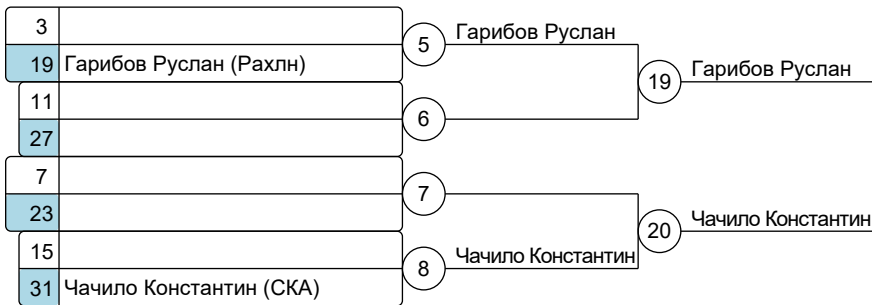 3
19 Гарибов Руслан (Рахлн)
11
27
7
23
15
31 Чачило Константин (СКА)
5 Гарибов Руслан
6
7
8 Чачило Константин
19 Гарибов Руслан
20 Чачило Константин